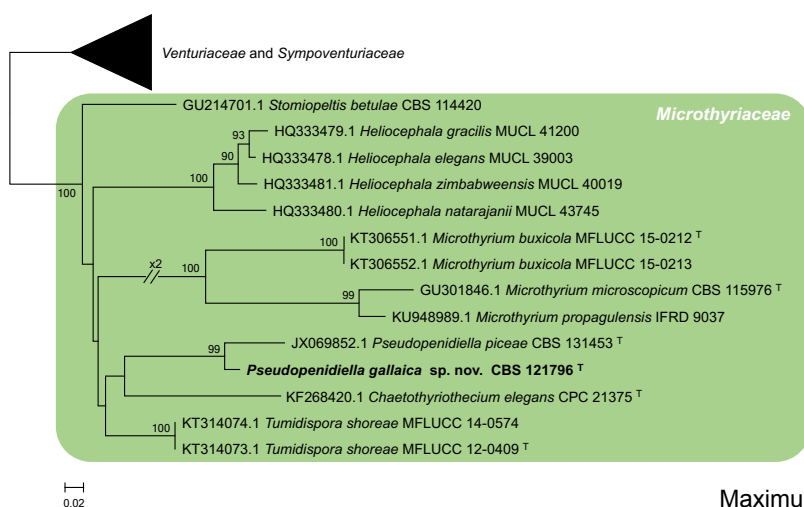 Venturiaceae and Sympoventuriaceae
Microthyriaceae
GU214701.1 Stomiopeltis betulae CBS 114420
93
HQ333479.1 Heliocephala gracilis MUCL 41200
90
HQ333478.1 Heliocephala elegans MUCL 39003
100
HQ333481.1 Heliocephala zimbabweensis MUCL 40019
100
HQ333480.1 Heliocephala natarajanii MUCL 43745
KT306551.1 Microthyrium buxicola MFLUCC 15-0212 T
100
x2
100
KT306552.1 Microthyrium buxicola MFLUCC 15-0213
GU301846.1 Microthyrium microscopicum CBS 115976 T
99
KU948989.1 Microthyrium propagulensis IFRD 9037
JX069852.1 Pseudopenidiella piceae CBS 131453 T
99
Pseudopenidiella gallaica sp. nov. CBS 121796 T
KF268420.1 Chaetothyriothecium elegans CPC 21375 T
KT314074.1 Tumidispora shoreae MFLUCC 14-0574
100
KT314073.1 Tumidispora shoreae MFLUCC 12-0409 T
0.02
Maximu